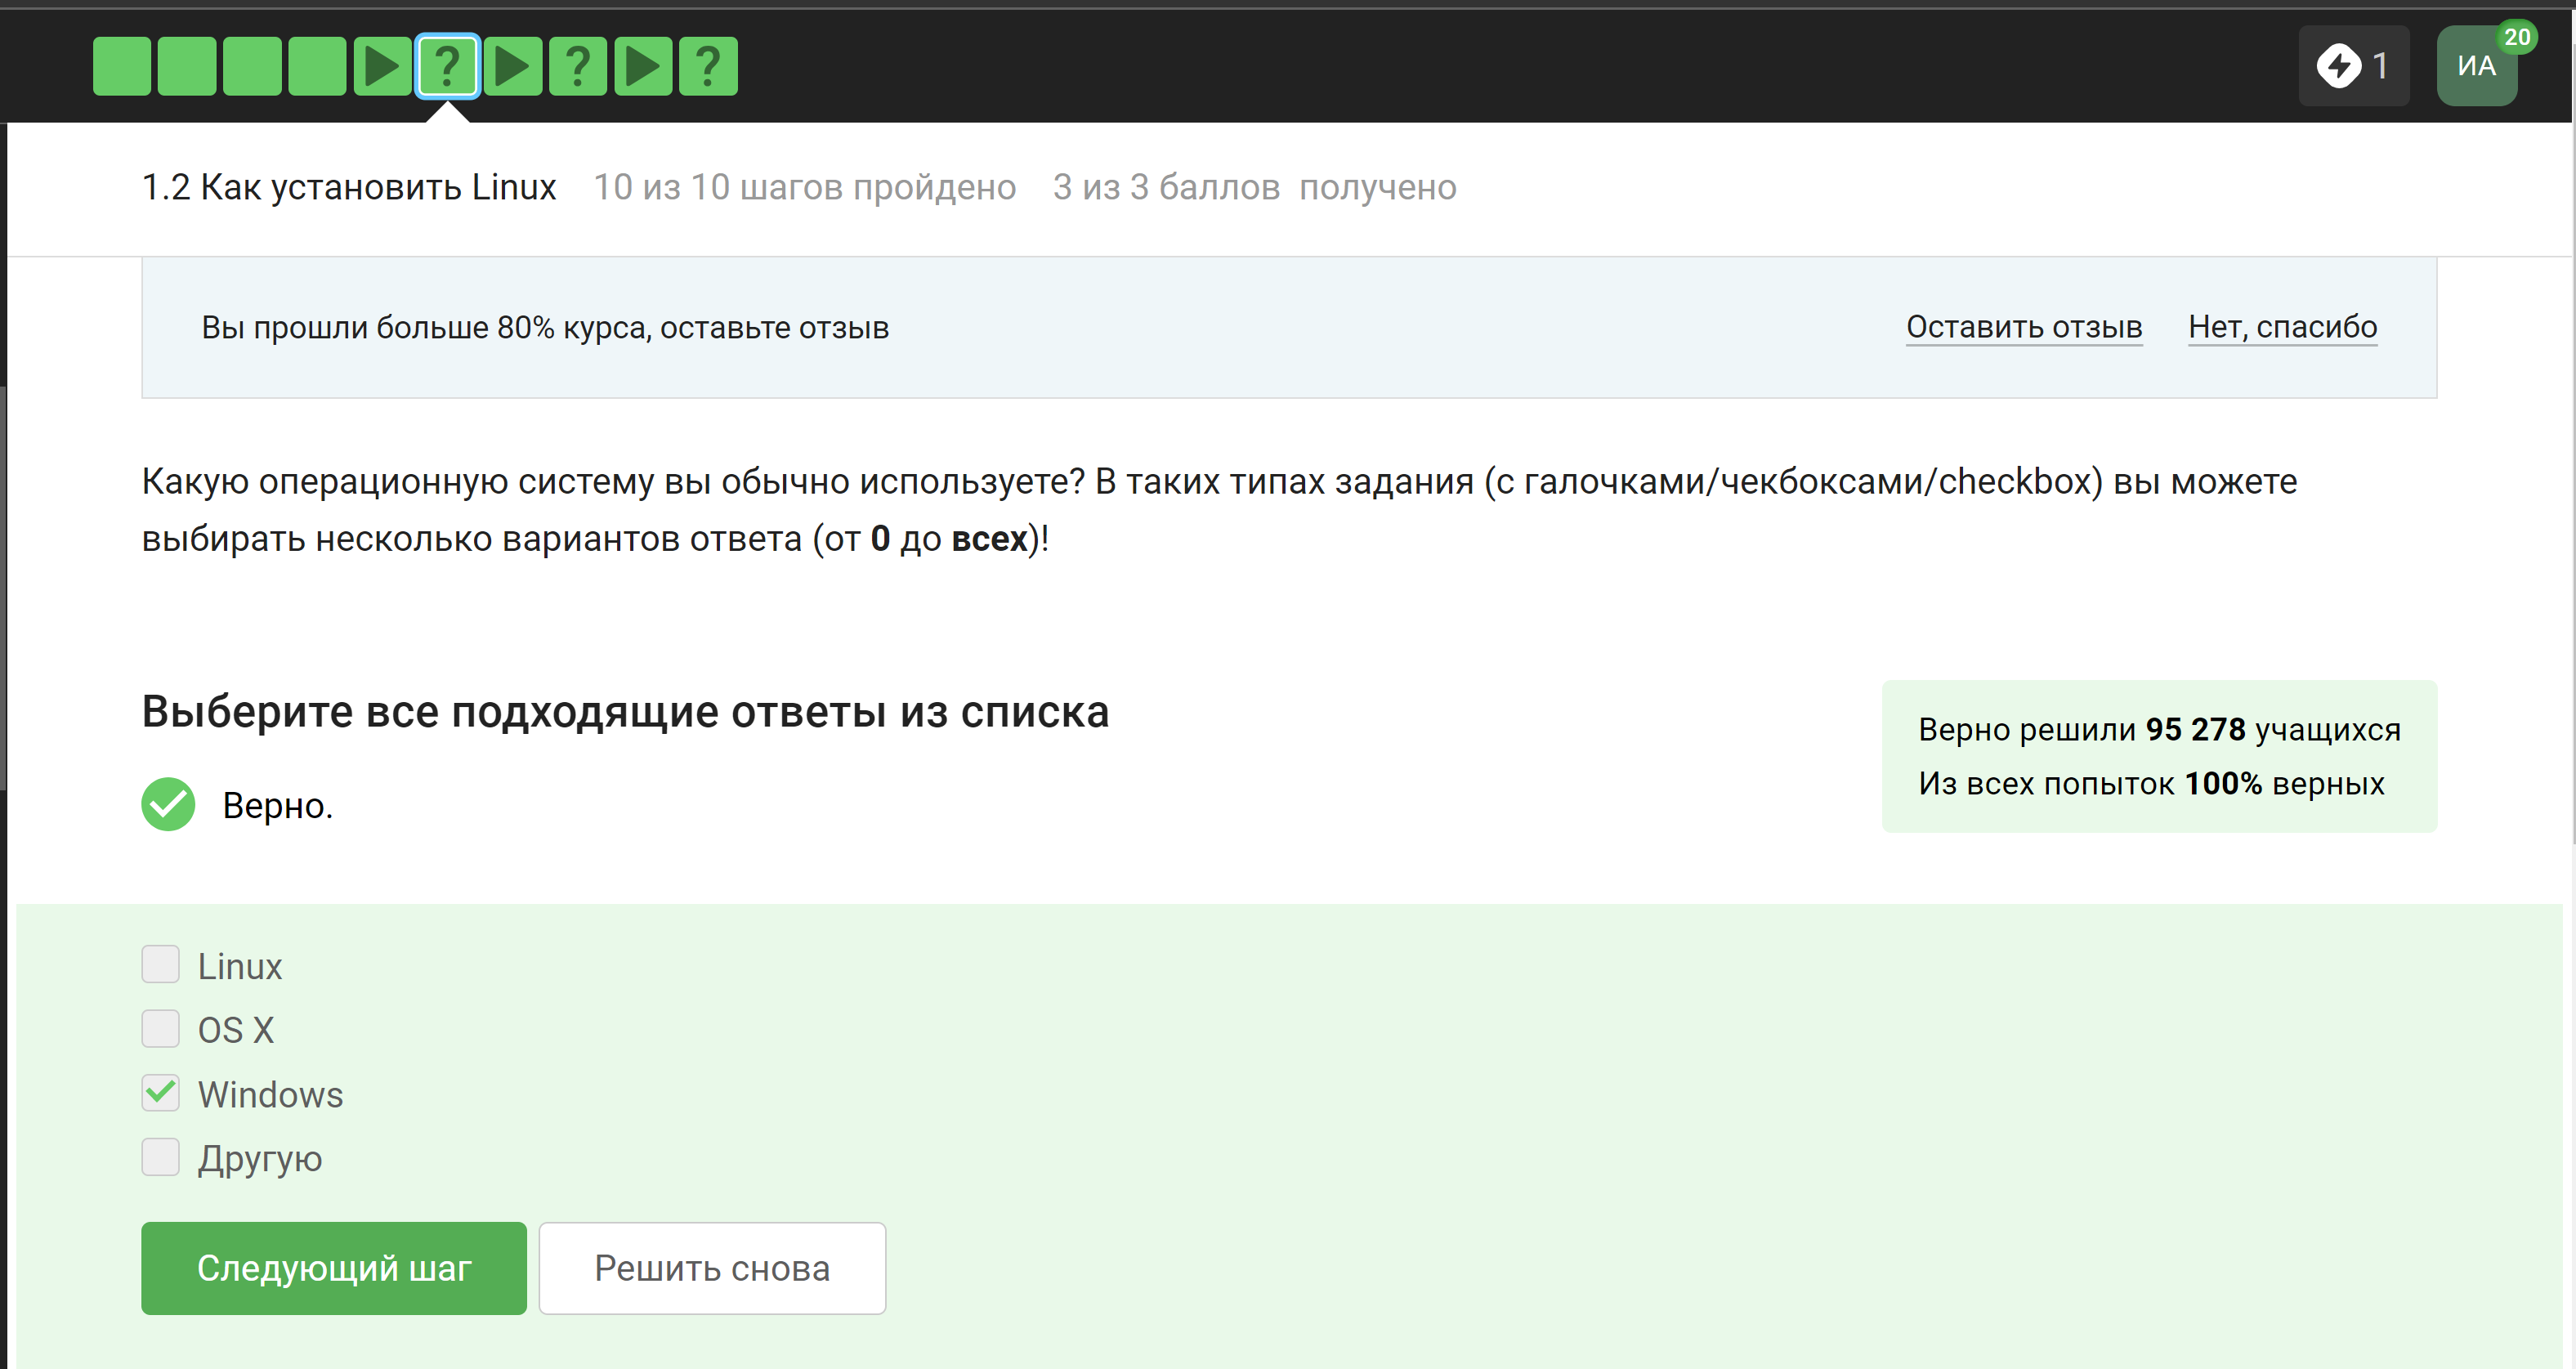 ? ? ?
1
ИА
20
1.2 Как установить Linux 10 из 10 шагов пройдено 3 из 3 баллов получено
Вы прошли больше 80% курса, оставьте отзыв
Оставить отзыв Нет, спасибо
Какую операционную систему вы обычно используете? В таких типах задания (с галочками/чекбоксами/checkbox) вы можете
выбирать несколько вариантов ответа (от 0 до всех)!
Выберите все подходящие ответы из списка
Верно.
Верно решили 95 278 учащихся
Из всех попыток 100% верных
Linux
OS X
Windows
Другую
Следующий шаг Решить снова